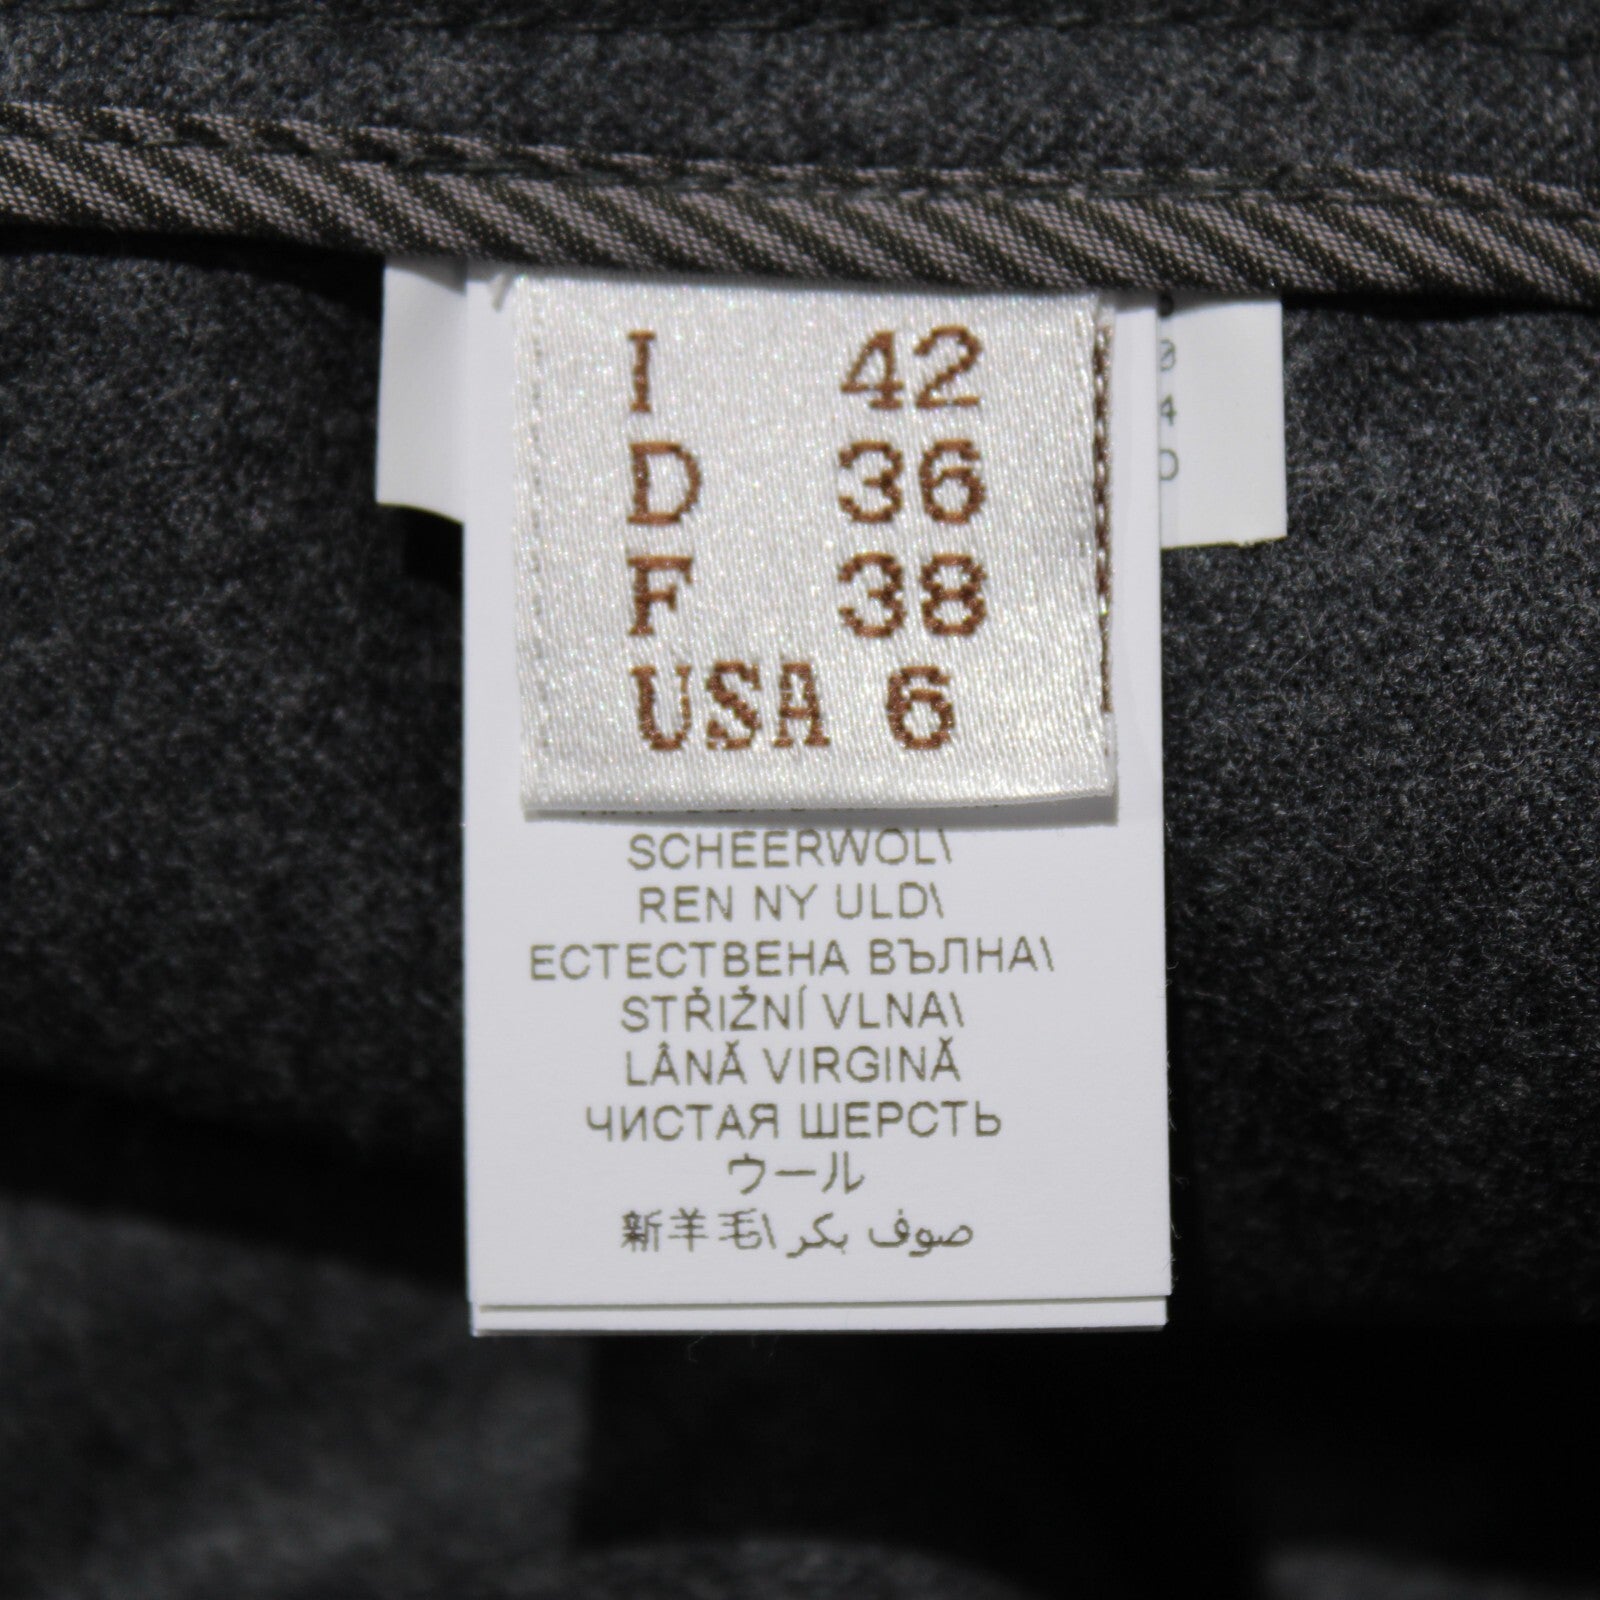 I 42
D 36
F 38
USA 6
SCHEERWOL\
REN NY ULD\
ЕСТЕСТВЕНА ВЪЛНА\
STŘIŽNÍ VLNA\
LÂNĂ VIRGINĂ
ЧИСТАЯ ШЕРСТЬ
ウール
新羊毛\ صوف بكر